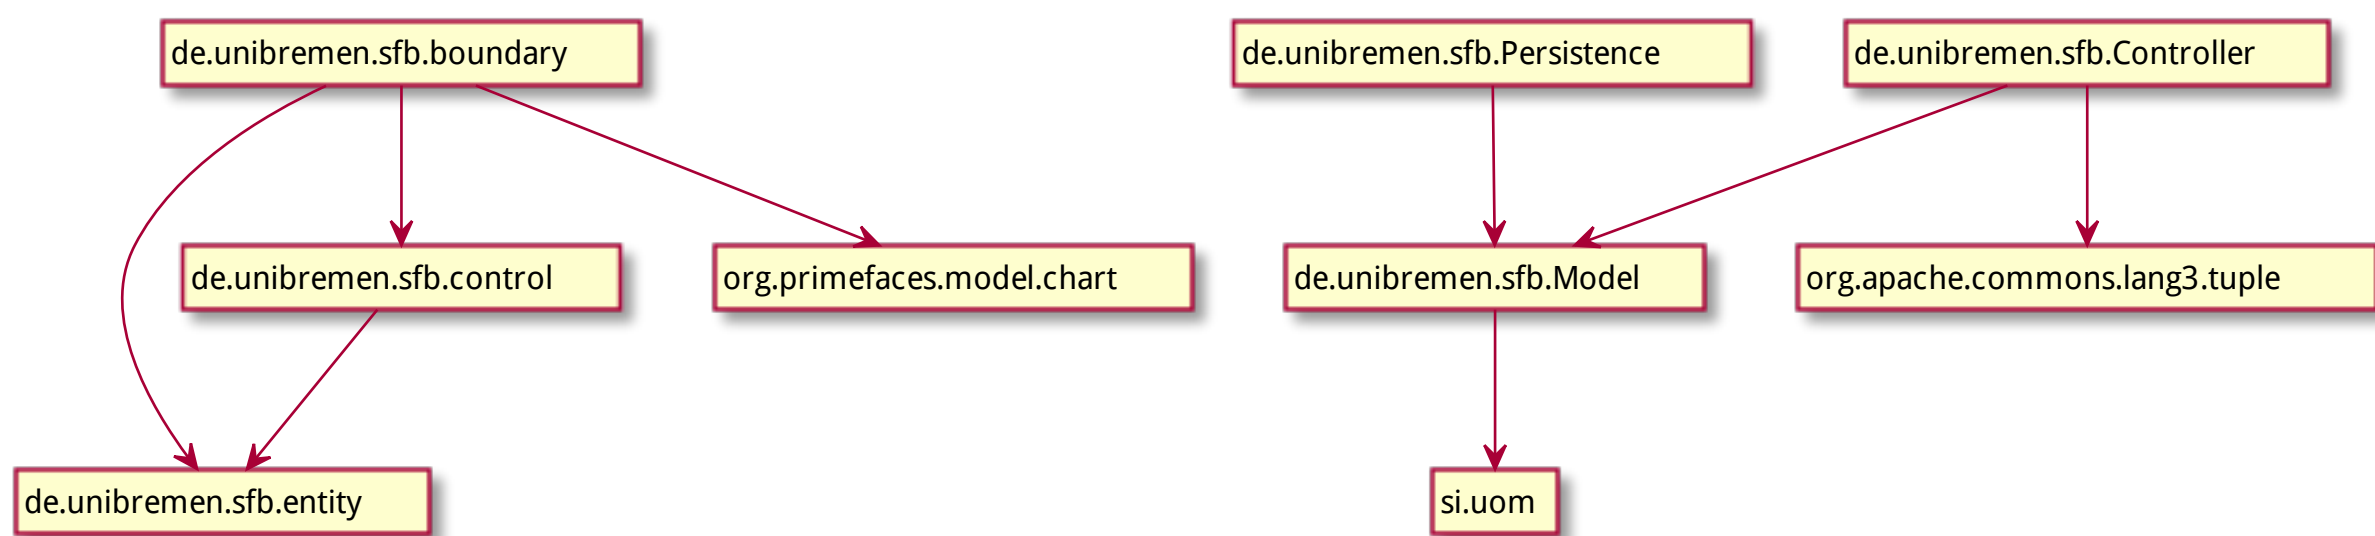 de.unibremen.sfb.boundary
de.unibremen.sfb.Persistence
de.unibremen.sfb.Controller
de.unibremen.sfb.control
org.primefaces.model.chart
de.unibremen.sfb.Model
org.apache.commons.lang3.tuple
de.unibremen.sfb.entity
si.uom